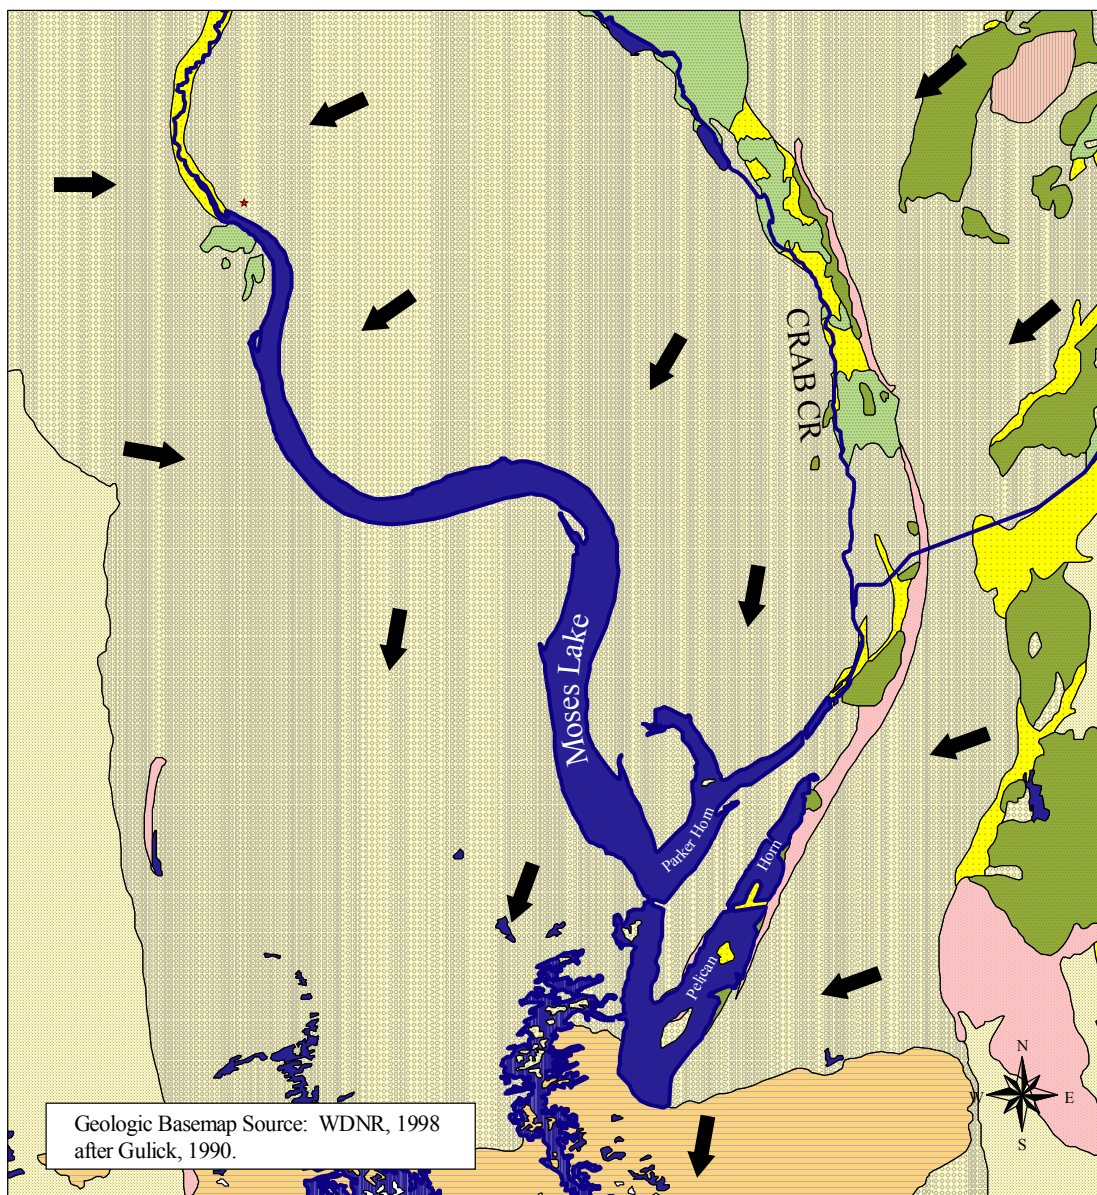 CRAB CR
Moses Lake
Parker Horn
Horn
Pelican
N
W
E
S
Geologic Basemap Source: WDNR, 1998
after Gulick, 1990.